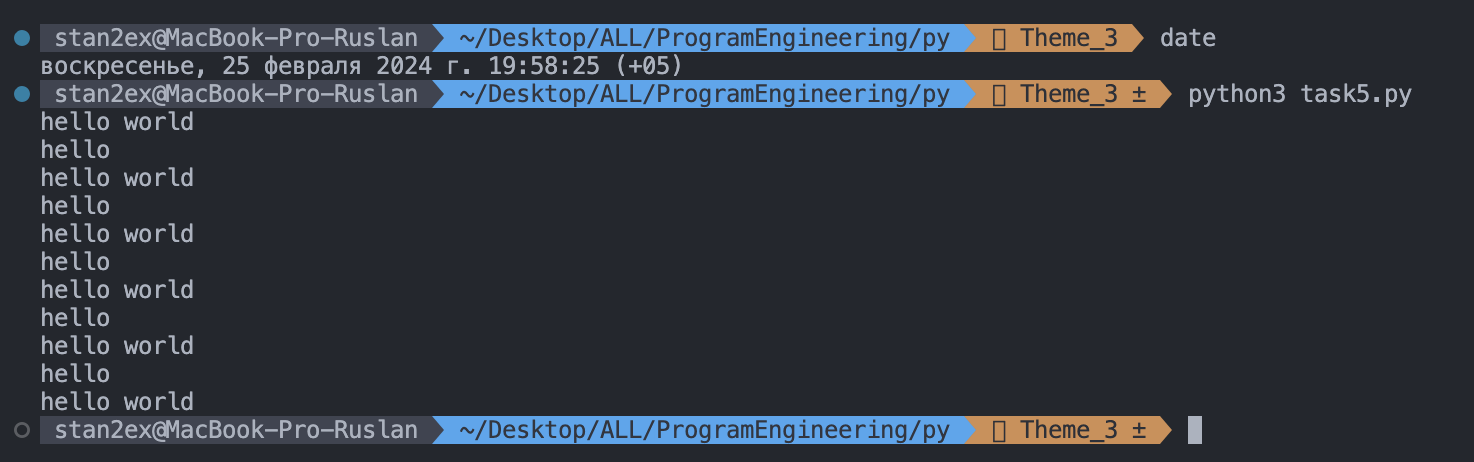 stan2ex@MacBook-Pro-Ruslan ~/Desktop/ALL/ProgramEngineering/py Theme_3 date
воскресенье, 25 февраля 2024 г. 19:58:25 (+05)
stan2ex@MacBook-Pro-Ruslan ~/Desktop/ALL/ProgramEngineering/py Theme_3 ± python3 task5.py
hello world
hello
hello world
hello
hello world
hello
hello world
hello
hello world
hello
hello world
stan2ex@MacBook-Pro-Ruslan ~/Desktop/ALL/ProgramEngineering/py Theme_3 ±